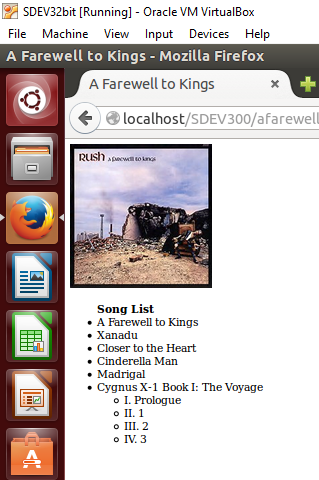 SDEV32bit [Running] - Oracle VM VirtualBox
File Machine View Input Devices Help
A Farewell to Kings - Mozilla Firefox
A Farewell to Kings
localhost/SDEV300/afarewell
RUSH a farewell to kings
Song List
A Farewell to Kings
Xanadu
Closer to the Heart
Cinderella Man
Madrigal
Cygnus X-1 Book I: The Voyage
I. Prologue
II. 1
III. 2
IV. 3